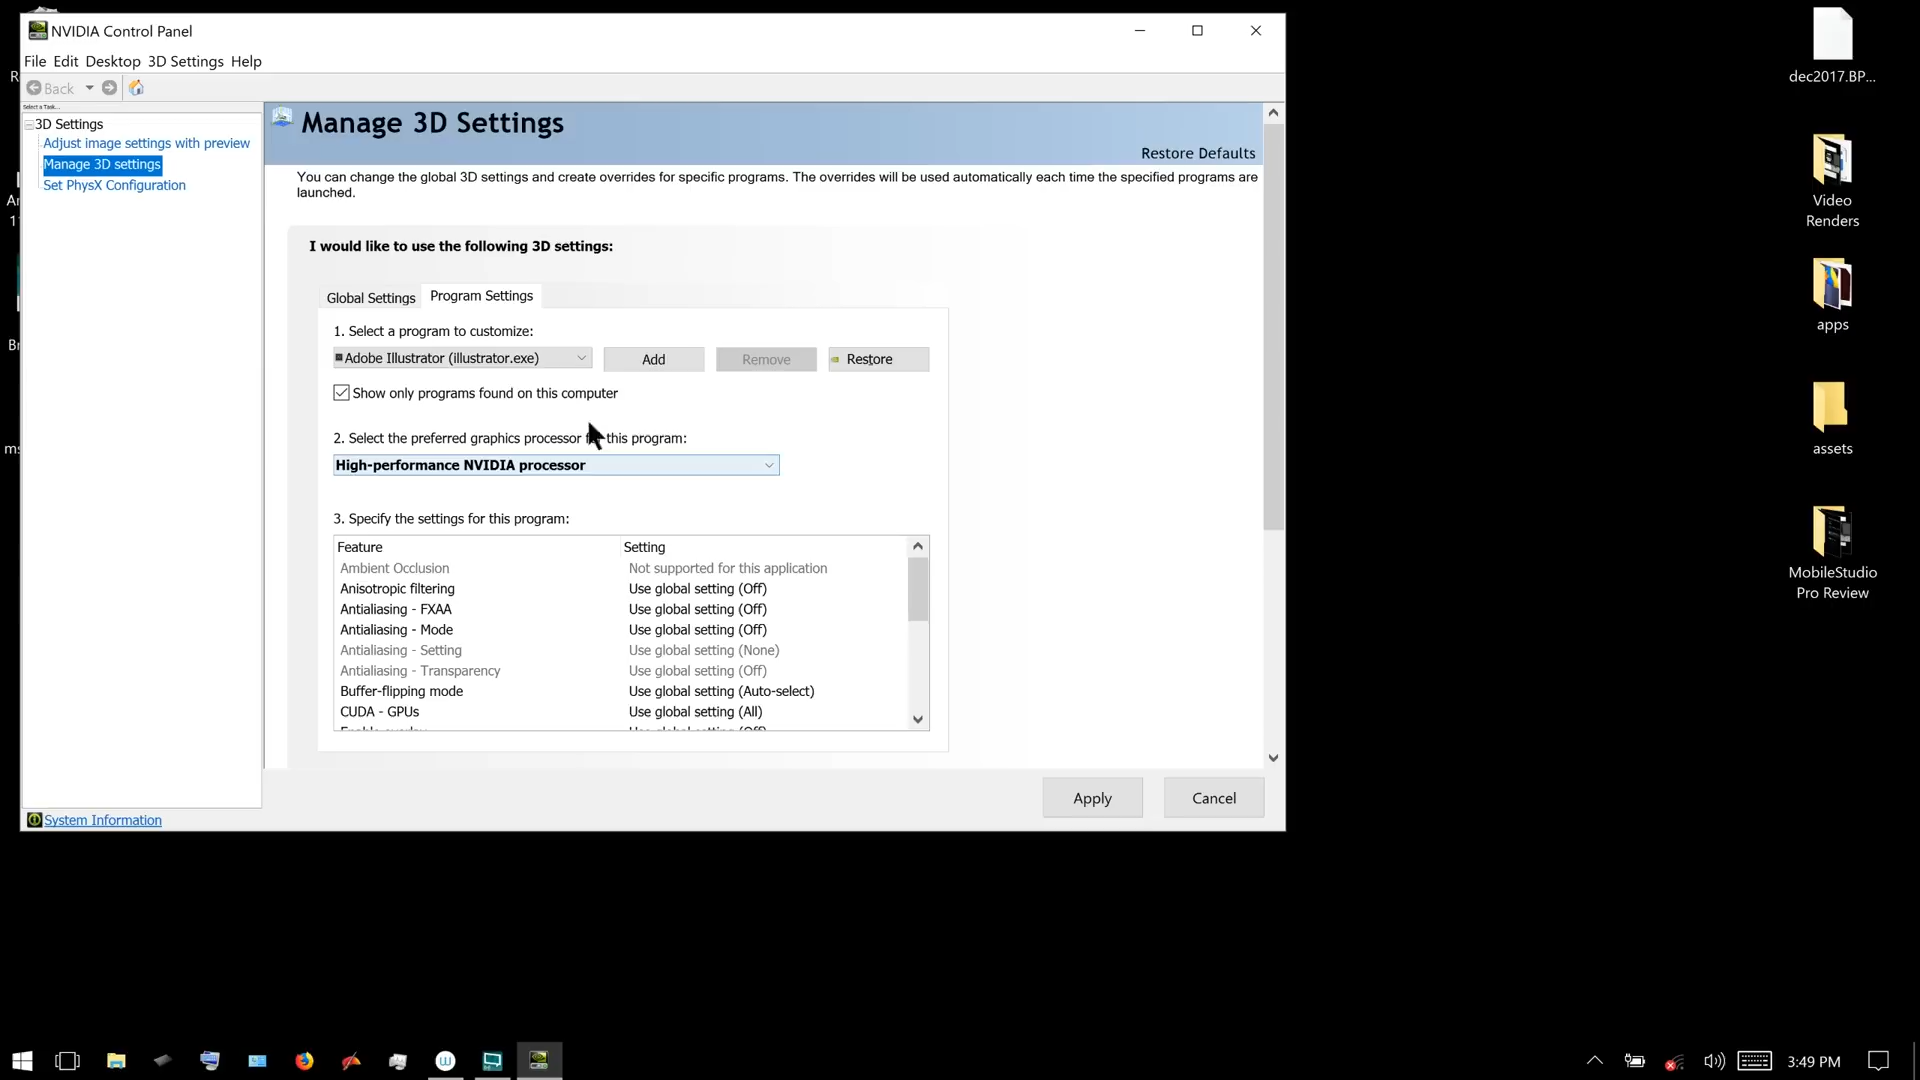 NVIDIA Control Panel
File Edit Desktop 3D Settings Help
Back
Select a Task...
3D Settings
Adjust image settings with preview
Manage 3D settings
Set PhysX Configuration
System Information
Manage 3D Settings
Restore Defaults
You can change the global 3D settings and create overrides for specific programs. The overrides will be used automatically each time the specified programs are
launched.
I would like to use the following 3D settings:
Global Settings
Program Settings
1. Select a program to customize:
Adobe Illustrator (illustrator.exe)
Add
Remove
Restore
Show only programs found on this computer
2. Select the preferred graphics processor this program:
High-performance NVIDIA processor
3. Specify the settings for this program:
Feature Setting
Ambient Occlusion Not supported for this application
Anisotropic filtering Use global setting (Off)
Antialiasing - FXAA Use global setting (Off)
Antialiasing - Mode Use global setting (Off)
Antialiasing - Setting Use global setting (None)
Antialiasing - Transparency Use global setting (Off)
Buffer-flipping mode Use global setting (Auto-select)
CUDA - GPUs Use global setting (All)
Apply
Cancel
dec2017.BP...
Video
Renders
apps
assets
MobileStudio
Pro Review
3:49 PM